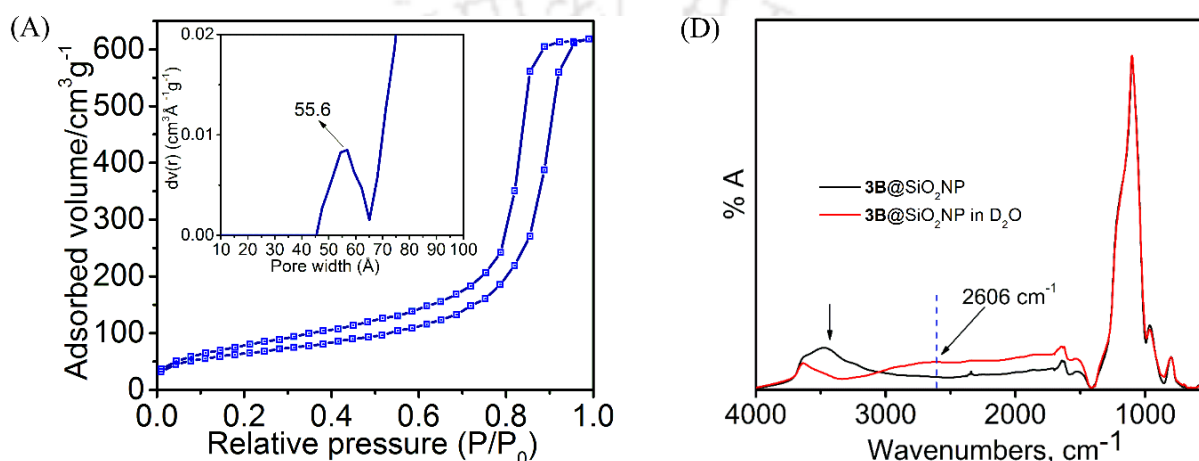 (A)
Adsorbed volume/cm³g⁻¹
600
500
400
300
200
100
0
0.0 0.2 0.4 0.6 0.8 1.0
Relative pressure (P/P₀)
dv(r) (cm³Å⁻¹g⁻¹)
0.02
0.01
0.00
55.6
10 20 30 40 50 60 70 80 90 100
Pore width (Å)
(D)
% A
3B@SiO₂NP
3B@SiO₂NP in D₂O
2606 cm⁻¹
4000 3000 2000 1000
Wavenumbers, cm⁻¹